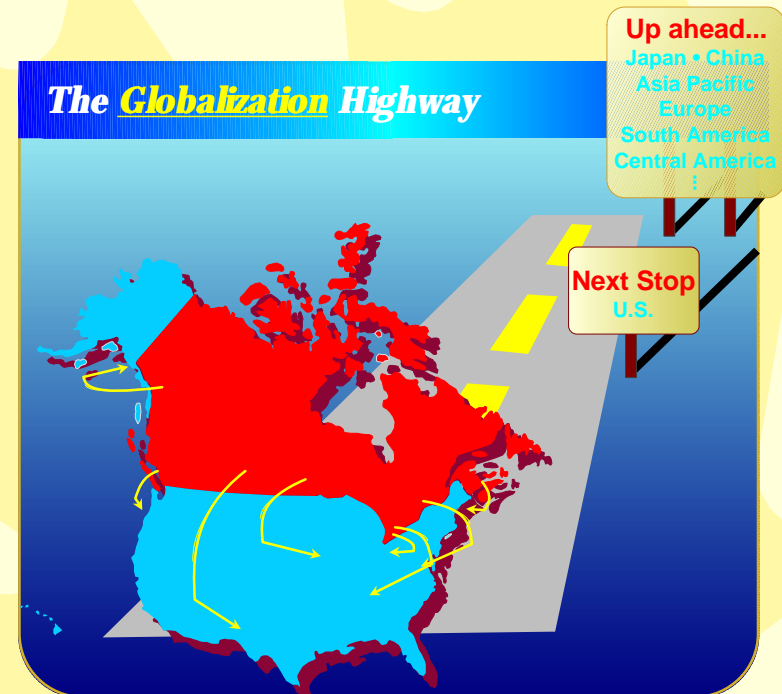 The Globalization Highway
Up ahead...
Japan • China
Asia Pacific
Europe
South America
Central America
⋮
Next Stop
U.S.